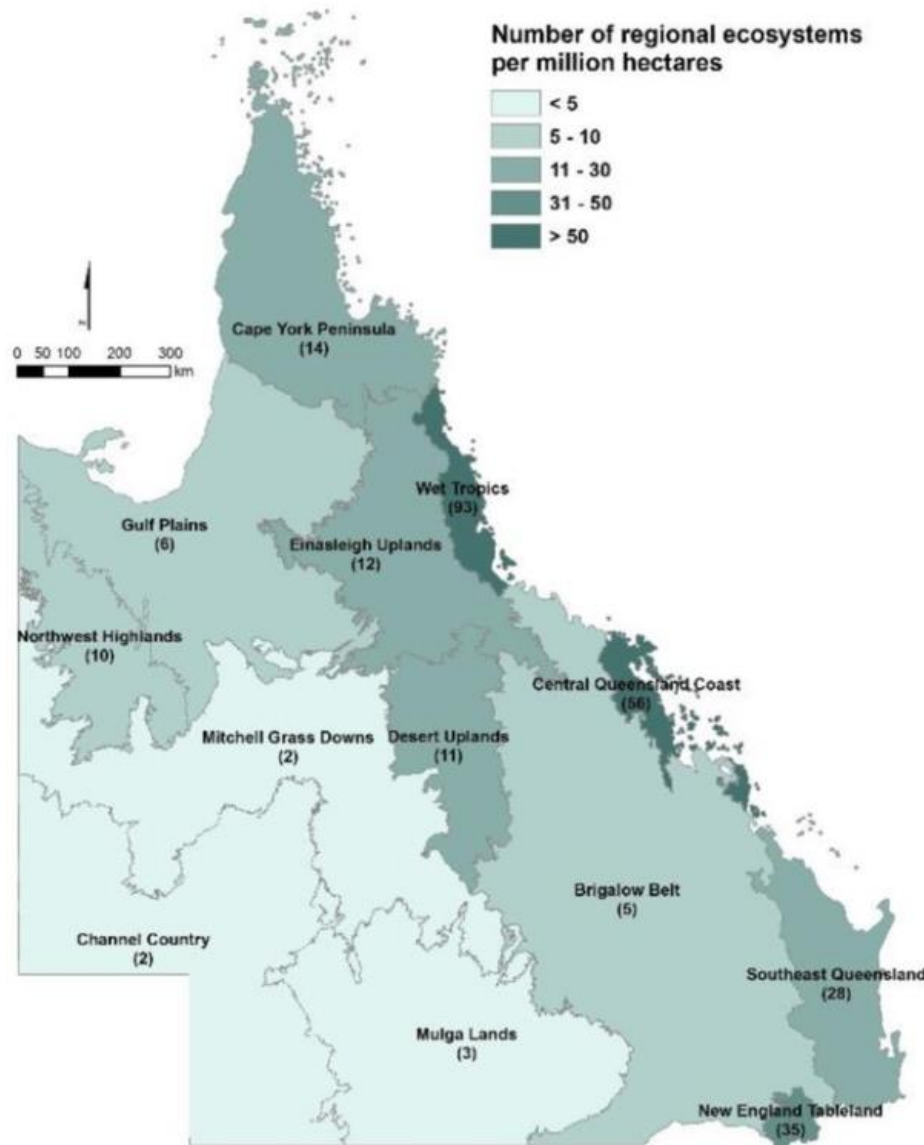 Number of regional ecosystems
per million hectares
< 5
5 - 10
11 - 30
31 - 50
> 50
Cape York Peninsula
(14)
0 50 100 200 300
km
Wet Tropics
(93)
Gulf Plains
(6)
Einasleigh Uplands
(12)
Northwest Highlands
(10)
Central Queensland Coast
(56)
Mitchell Grass Downs
(2)
Desert Uplands
(11)
Brigalow Belt
(5)
Channel Country
(2)
Southeast Queensland
(28)
Mulga Lands
(3)
New England Tableland
(35)